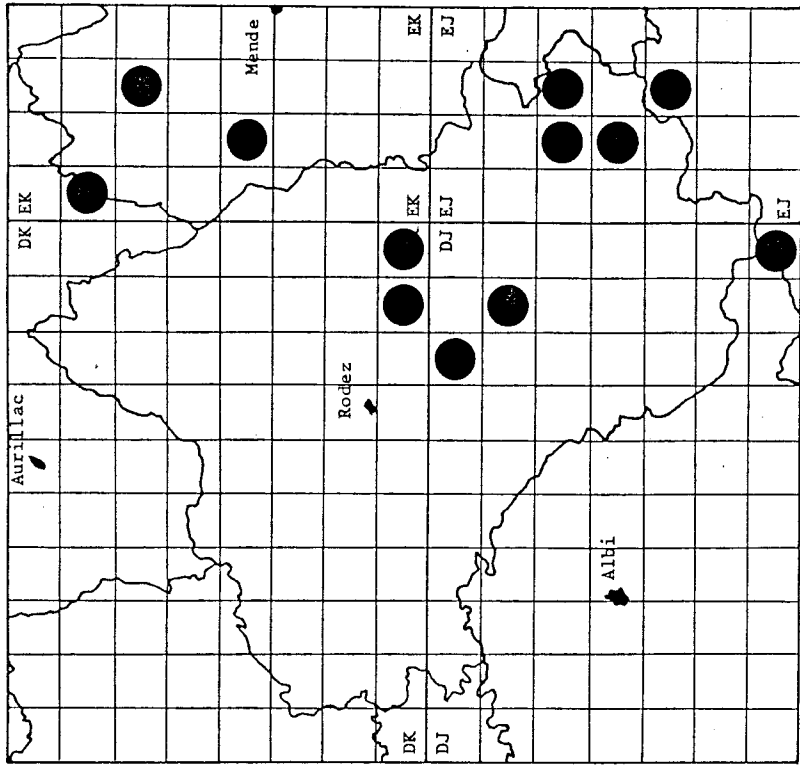 Aurillac
DK EK
Mende
Rodez
DK
EK
EK
DJ
DJ EJ
EJ
Albi
EJ